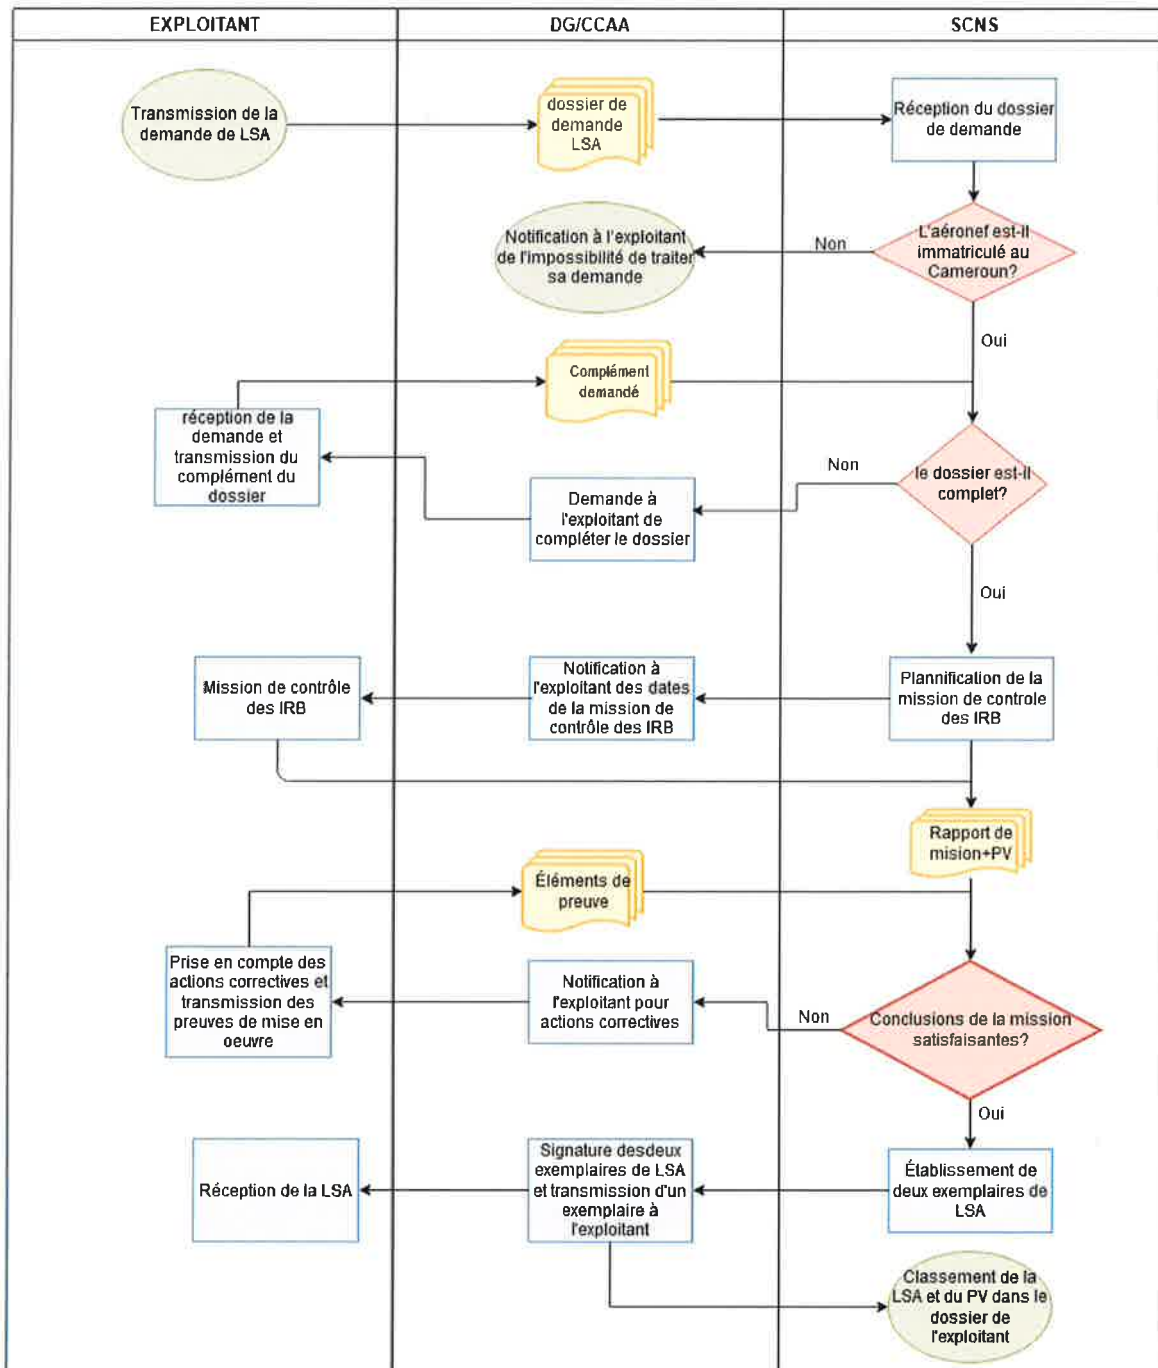 EXPLOITANT
DG/CCAA
SCNS
Transmission de la
demande de LSA
dossier de
demande
LSA
Réception du dossier
de demande
L'aéronef est-il
immatriculé au
Cameroun?
Non
Notification à l'exploitant
de l'impossibilité de traiter
sa demande
Oui
Complément
demandé
réception de la
demande et
transmission du
complément du
dossier
Demande à
l'exploitant de
compléter le dossier
Non
le dossier est-il
complet?
Oui
Mission de contrôle
des IRB
Notification à
l'exploitant des dates
de la mission de
contrôle des IRB
Plannification de la
mission de controle
des IRB
Rapport de
mision+PV
Éléments de
preuve
Prise en compte des
actions correctives et
transmission des
preuves de mise en
oeuvre
Notification à
l'exploitant pour
actions correctives
Non
Conclusions de la mission
satisfaisantes?
Oui
Réception de la LSA
Signature desdeux
exemplaires de LSA
et transmission d'un
exemplaire à
l'exploitant
Établissement de
deux exemplaires de
LSA
Classement de la
LSA et du PV dans le
dossier de
l'exploitant